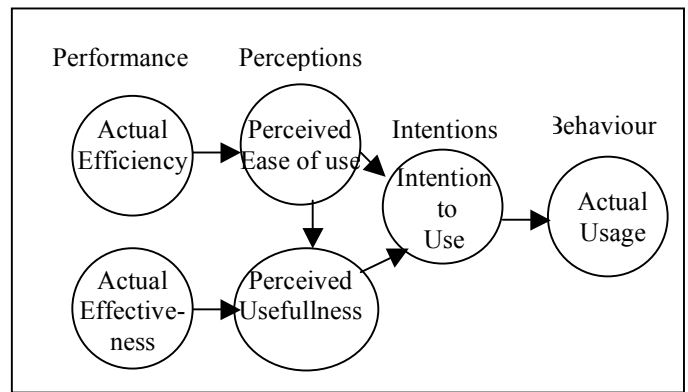 Performance
Perceptions
Intentions
Behaviour
Actual
Efficiency
Perceived
Ease of use
Intention
to
Use
Actual
Usage
Actual
Effective-
ness
Perceived
Usefullness